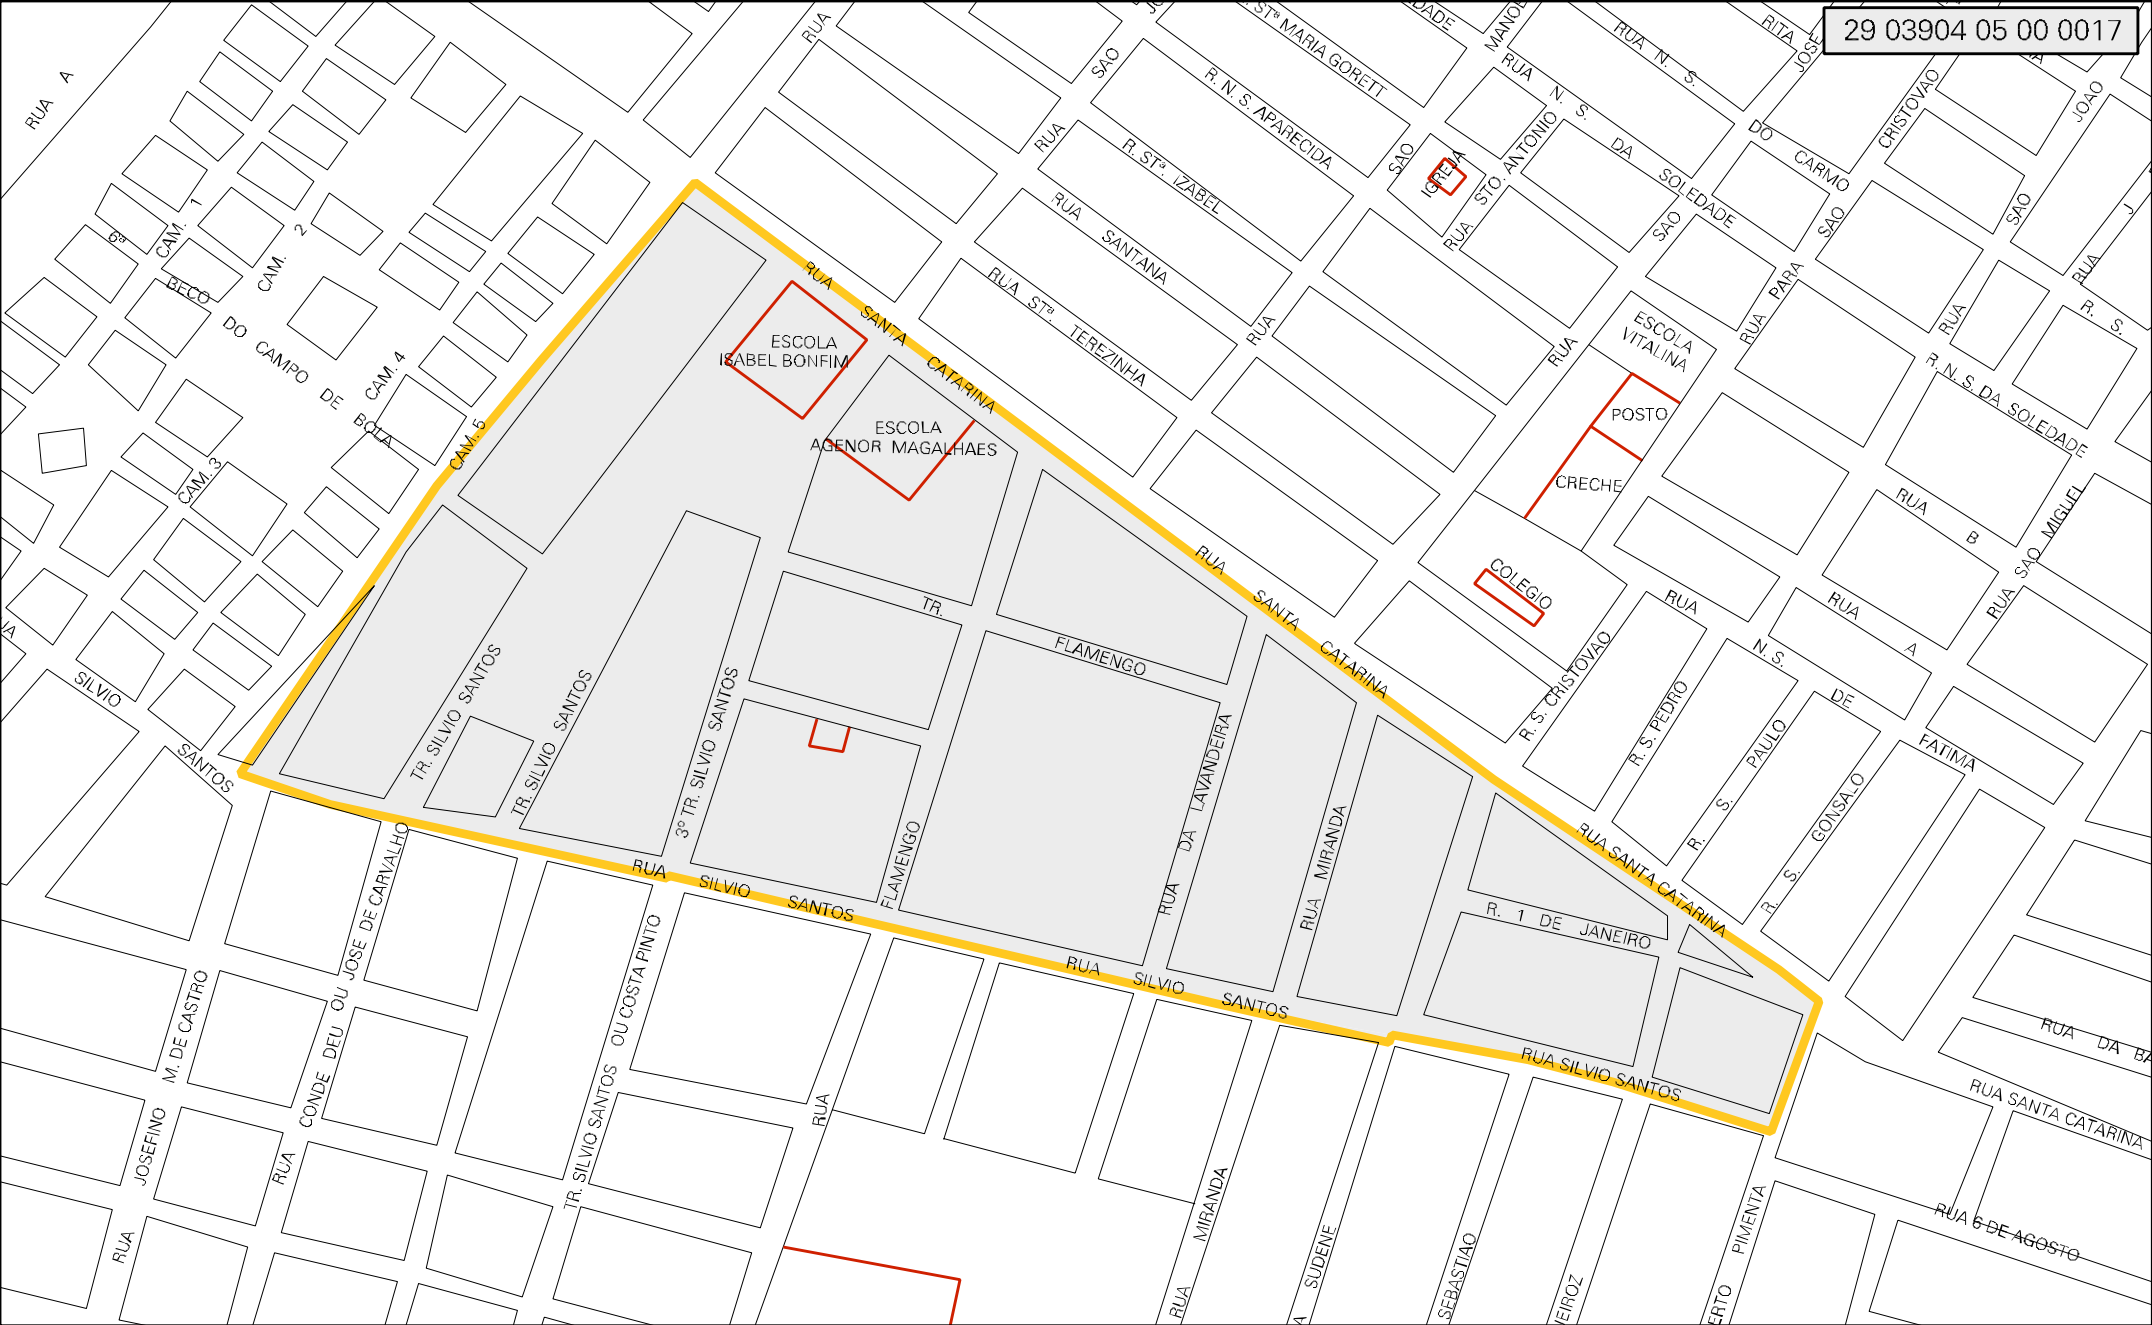 29 03904 05 00 0017
RUA A
RUA
SAO
STª MARIA GORETT
DADE
RUA N. S.
RITA
JOSE
CRISTOVAO
JOAO
R. N. S. APARECIDA
RUA N. S. DA SOLEDADE
DO CARMO
RUA
SAO
IGREJA
RUA STO. ANTONIO
R. STª. IZABEL
RUA SANTANA
RUA STª. TEREZINHA
SAO
RUA PARA
SAO
RUA
SAO
RUA J
R. S.
6ª
CAM. 1
CAM. 2
BECO DO CAMPO DE BOLA
CAM. 4
CAM. 5
CAM. 3
RUA SANTA CATARINA
ESCOLA
ISABEL BONFIM
ESCOLA
AGENOR MAGALHAES
RUA
RUA
ESCOLA
VITALINA
POSTO
CRECHE
COLEGIO
R. N. S. DA SOLEDADE
RUA B
RUA SAO MIGUEL
RUA A
RUA N. S. DE FATIMA
RUA SANTA CATARINA
TR. FLAMENGO
SILVIO SANTOS
TR. SILVIO SANTOS
TR. SILVIO SANTOS
3º TR. SILVIO SANTOS
FLAMENGO
RUA DA LAVANDEIRA
RUA MIRANDA
R. S. CRISTOVAO
R. S. PEDRO
R. S. PAULO
R. S. GONSALO
RUA SANTA CATARINA
R. 1 DE JANEIRO
RUA SILVIO SANTOS
RUA SILVIO SANTOS
RUA SILVIO SANTOS
RUA DA BA
RUA SANTA CATARINA
RUA 6 DE AGOSTO
RUA JOSEFINO M. DE CASTRO
RUA CONDE DEU OU JOSE DE CARVALHO
TR. SILVIO SANTOS OU COSTA PINTO
RUA
RUA MIRANDA
SUDENE
SEBASTIAO
EIROZ
ERTO PIMENTA